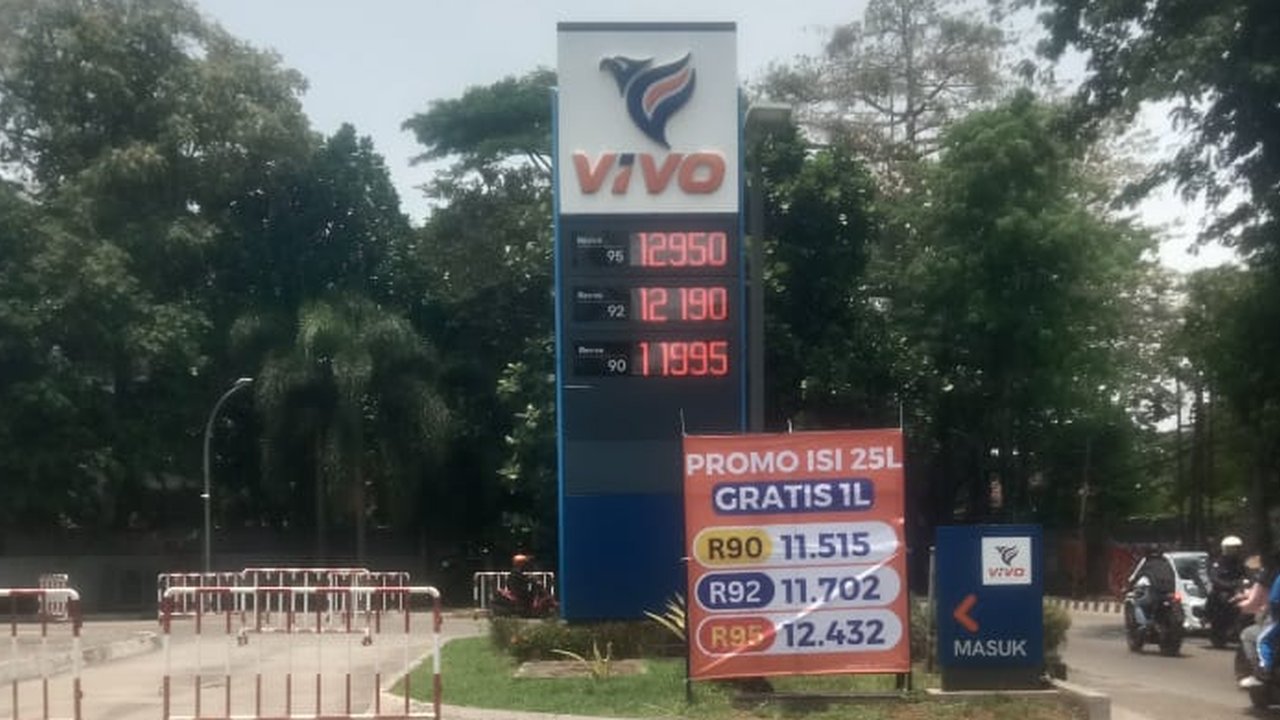 VIVO
Revvo
95 12950
Revvo
92 12190
Revvo
90 11995
PROMO ISI 25L
GRATIS 1L
R90 11.515
R92 11.702
R95 12.432
VIVO
MASUK